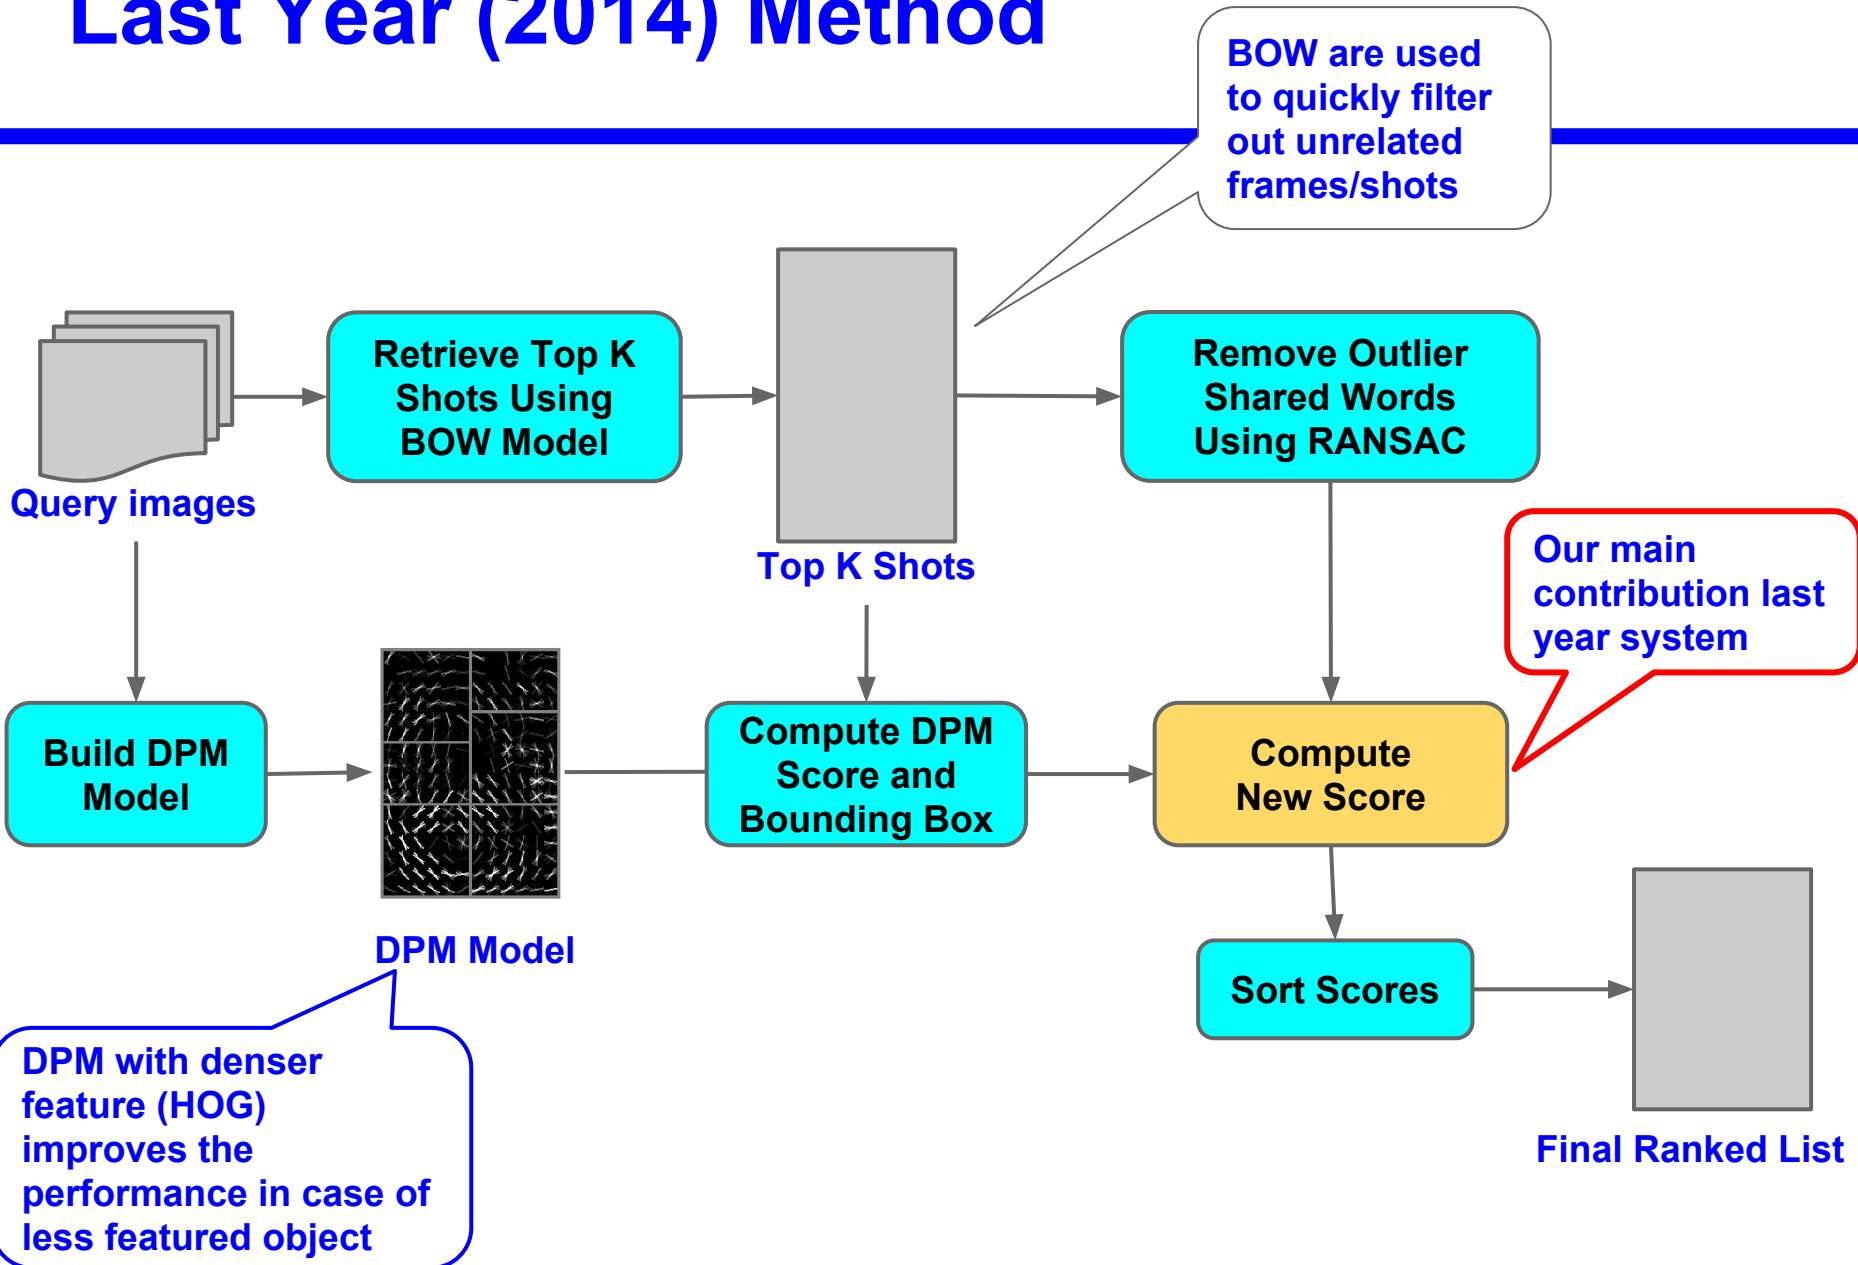 Last Year (2014) Method
BOW are used
to quickly filter
out unrelated
frames/shots
Retrieve Top K
Shots Using
BOW Model
Remove Outlier
Shared Words
Using RANSAC
Query images
Top K Shots
Our main
contribution last
year system
Build DPM
Model
Compute DPM
Score and
Bounding Box
Compute
New Score
DPM Model
Sort Scores
DPM with denser
feature (HOG)
improves the
performance in case of
less featured object
Final Ranked List